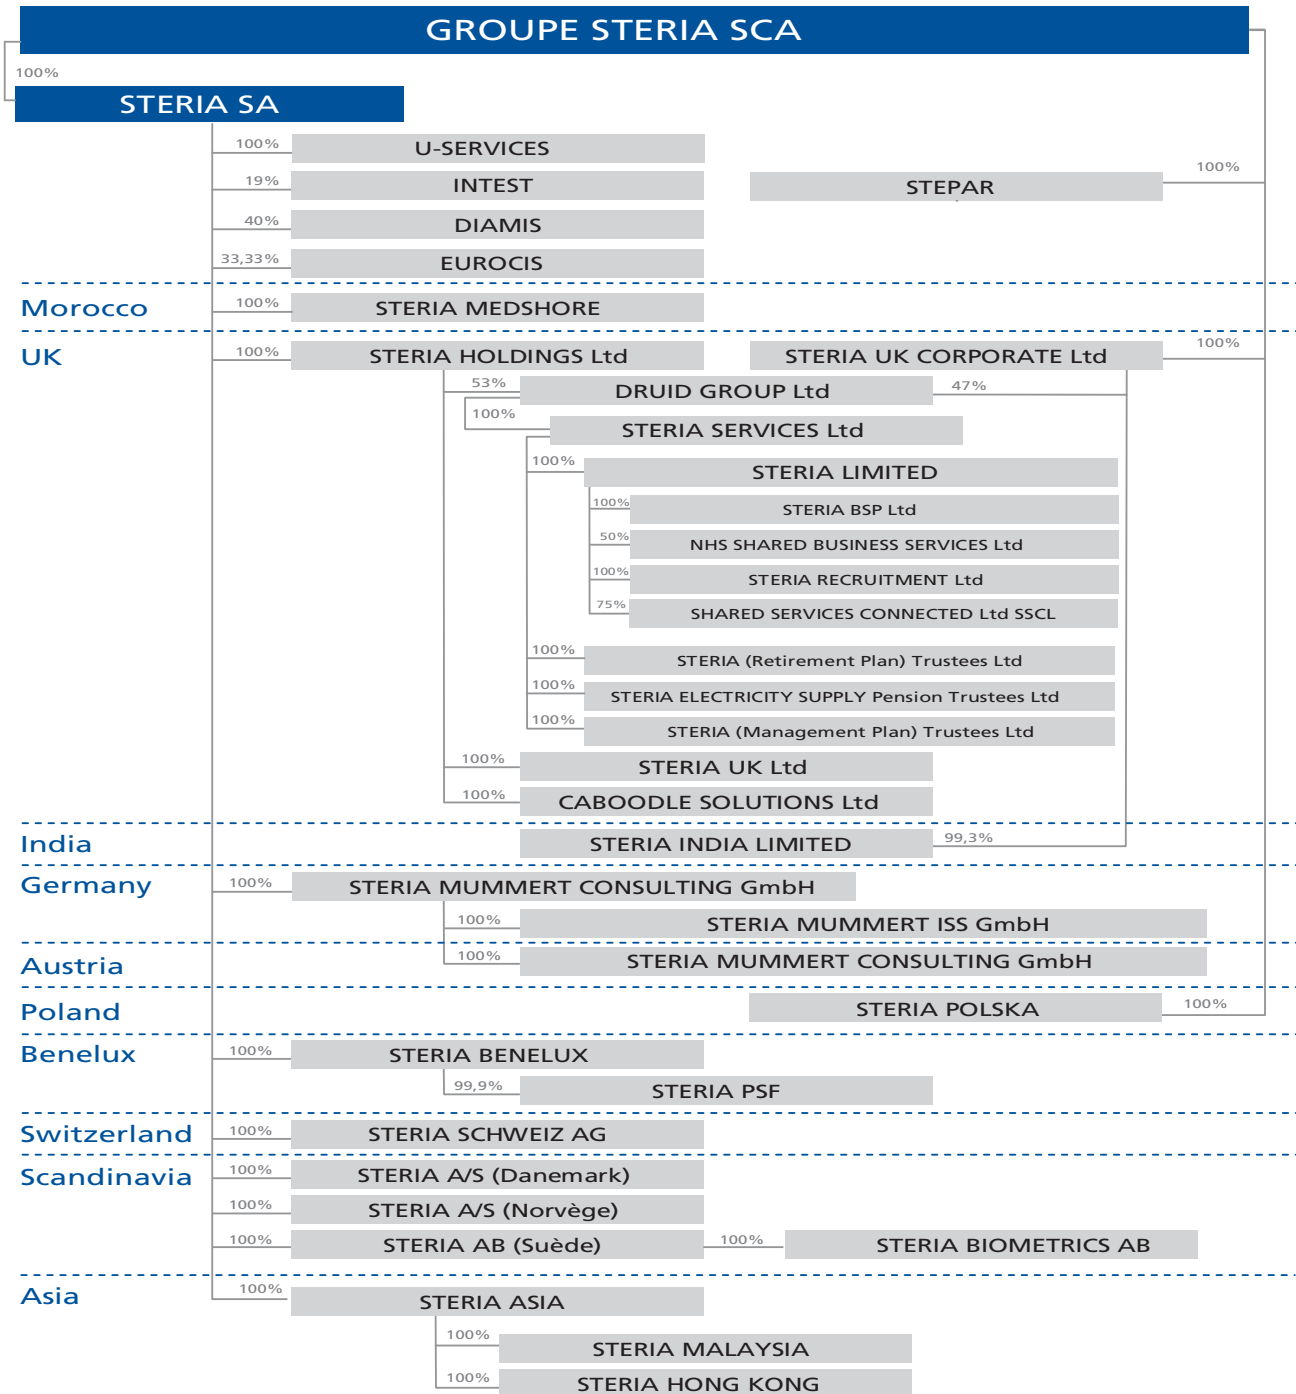 GROUPE STERIA SCA
100%
STERIA SA
100%
U-SERVICES
19%
INTEST
100%
STEPAR
40%
DIAMIS
33,33%
EUROCIS
Morocco
100%
STERIA MEDSHORE
UK
100%
STERIA HOLDINGS Ltd
STERIA UK CORPORATE Ltd
100%
53%
DRUID GROUP Ltd
47%
100%
STERIA SERVICES Ltd
100%
STERIA LIMITED
100%
STERIA BSP Ltd
50%
NHS SHARED BUSINESS SERVICES Ltd
100%
STERIA RECRUITMENT Ltd
75%
SHARED SERVICES CONNECTED Ltd SSCL
100%
STERIA (Retirement Plan) Trustees Ltd
100%
STERIA ELECTRICITY SUPPLY Pension Trustees Ltd
100%
STERIA (Management Plan) Trustees Ltd
100%
STERIA UK Ltd
100%
CABOODLE SOLUTIONS Ltd
India
STERIA INDIA LIMITED
99,3%
Germany
100%
STERIA MUMMERT CONSULTING GmbH
100%
STERIA MUMMERT ISS GmbH
Austria
100%
STERIA MUMMERT CONSULTING GmbH
Poland
STERIA POLSKA
100%
Benelux
100%
STERIA BENELUX
99,9%
STERIA PSF
Switzerland
100%
STERIA SCHWEIZ AG
Scandinavia
100%
STERIA A/S (Danemark)
100%
STERIA A/S (Norvège)
100%
STERIA AB (Suède)
100%
STERIA BIOMETRICS AB
Asia
100%
STERIA ASIA
100%
STERIA MALAYSIA
100%
STERIA HONG KONG